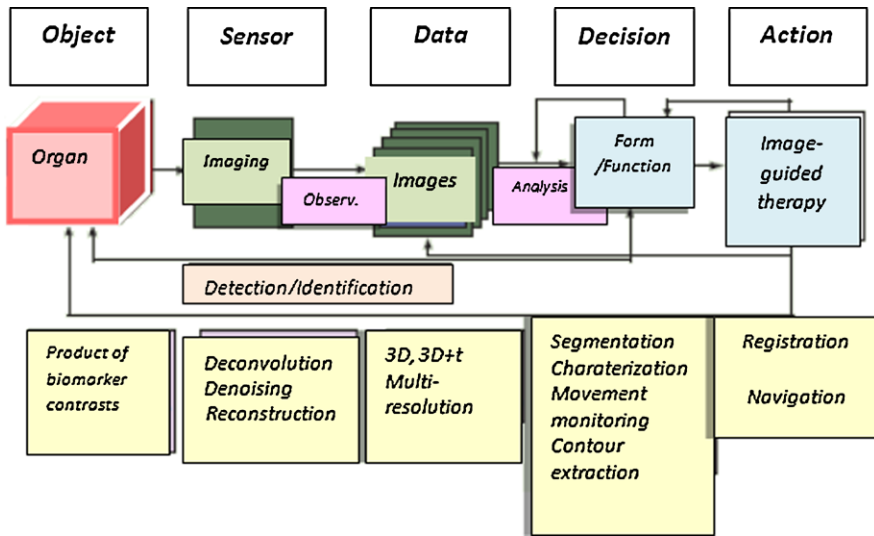 Object
Sensor
Data
Decision
Action
Organ
Imaging
Observ.
Images
Analysis
Form
/Function
Image-
guided
therapy
Detection/Identification
Product of
biomarker
contrasts
Deconvolution
Denoising
Reconstruction
3D, 3D+t
Multi-
resolution
Segmentation
Charaterization
Movement
monitoring
Contour
extraction
Registration
Navigation